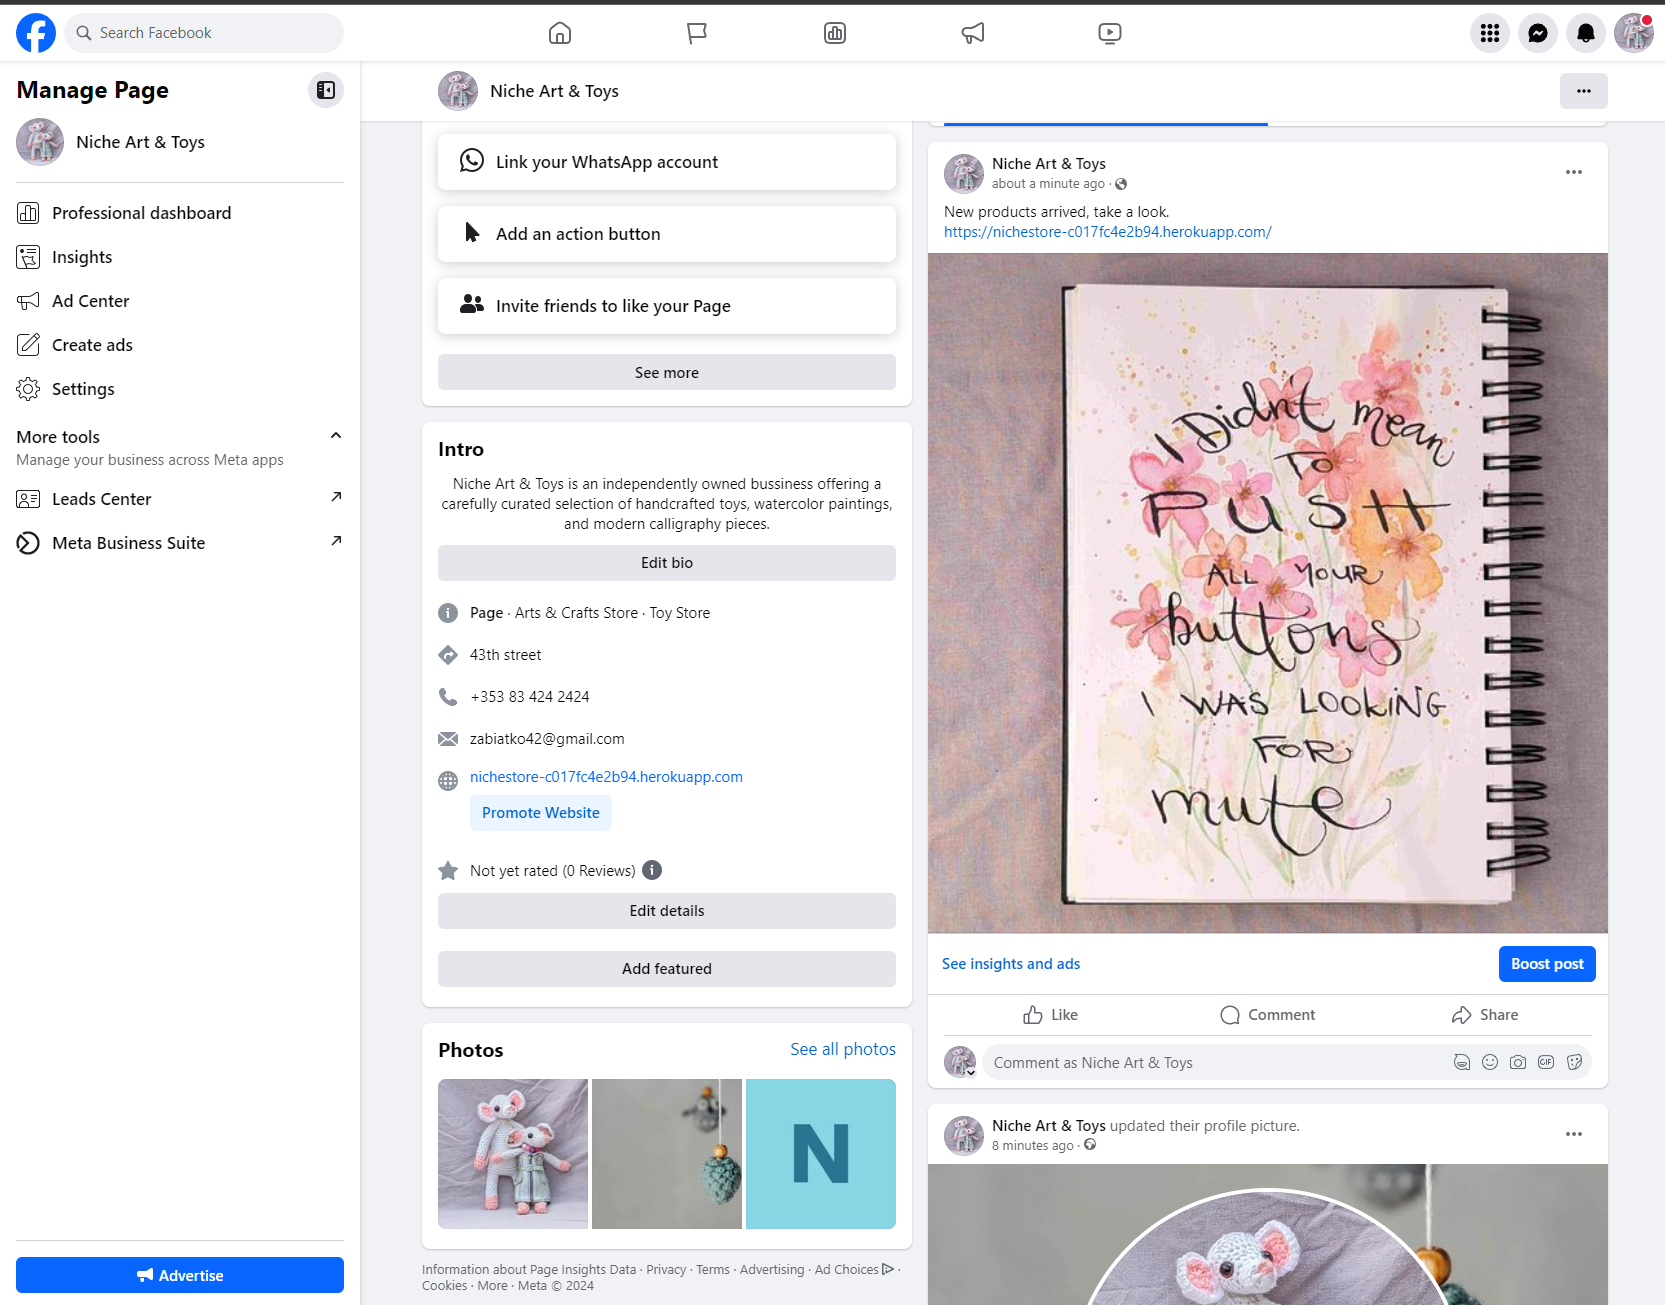 Search Facebook
Manage Page
Niche Art & Toys
Professional dashboard
Insights
Ad Center
Create ads
Settings
More tools
Manage your business across Meta apps
Leads Center
Meta Business Suite
Advertise
Niche Art & Toys
Link your WhatsApp account
Add an action button
Invite friends to like your Page
See more
Intro
Niche Art & Toys is an independently owned bussiness offering a
carefully curated selection of handcrafted toys, watercolor paintings,
and modern calligraphy pieces.
Edit bio
Page · Arts & Crafts Store · Toy Store
43th street
+353 83 424 2424
zabiatko42@gmail.com
nichestore-c017fc4e2b94.herokuapp.com
Promote Website
Not yet rated (0 Reviews)
Edit details
Add featured
Photos
See all photos
N
Information about Page Insights Data · Privacy · Terms · Advertising · Ad Choices ·
Cookies · More · Meta © 2024
Niche Art & Toys
about a minute ago ·
New products arrived, take a look.
https://nichestore-c017fc4e2b94.herokuapp.com/
I Didnt mean
TO
PUSH
ALL YOUR
buttons
I WAS LOOKING
FOR
mute
See insights and ads
Boost post
Like
Comment
Share
Comment as Niche Art & Toys
GIF
Niche Art & Toys updated their profile picture.
8 minutes ago ·